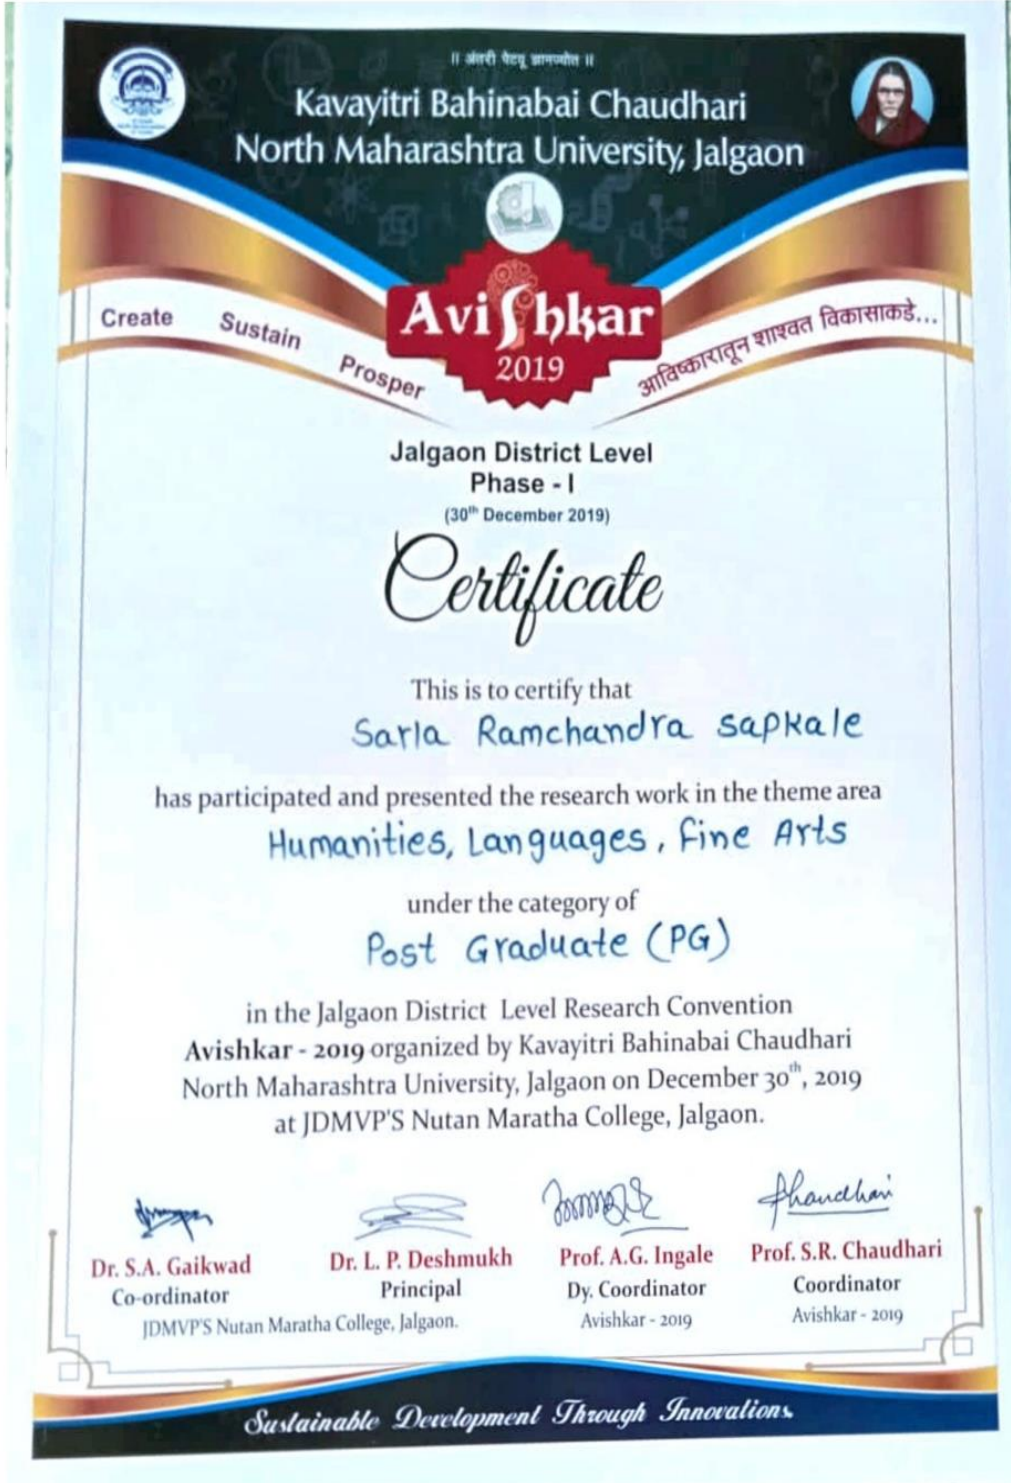 ॥ अंतरी पेटवू ज्ञानज्योत ॥
Kavayitri Bahinabai Chaudhari
North Maharashtra University, Jalgaon
Avishkar
2019
Create Sustain Prosper
आविष्कारातून शाश्वत विकासाकडे...
Jalgaon District Level
Phase - I
(30th December 2019)
Certificate
This is to certify that
Sarla Ramchandra Sapkale
has participated and presented the research work in the theme area
Humanities, Languages, Fine Arts
under the category of
Post Graduate (PG)
in the Jalgaon District Level Research Convention
Avishkar - 2019 organized by Kavayitri Bahinabai Chaudhari
North Maharashtra University, Jalgaon on December 30th, 2019
at JDMVP'S Nutan Maratha College, Jalgaon.
Dr. S.A. Gaikwad
Co-ordinator
Dr. L. P. Deshmukh
Principal
JDMVP'S Nutan Maratha College, Jalgaon.
Prof. A.G. Ingale
Dy. Coordinator
Avishkar - 2019
Chaudhari
Prof. S.R. Chaudhari
Coordinator
Avishkar - 2019
Sustainable Development Through Innovations